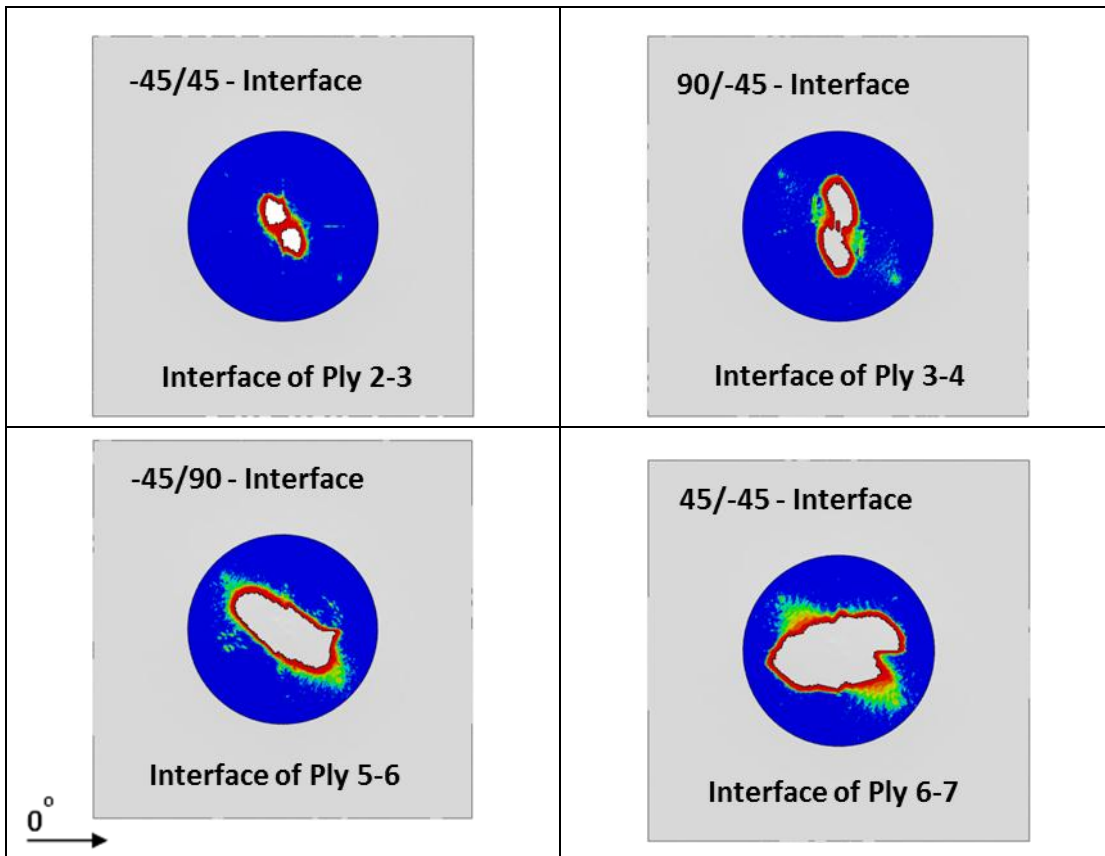 -45/45 - Interface
Interface of Ply 2-3
90/-45 - Interface
Interface of Ply 3-4
-45/90 - Interface
Interface of Ply 5-6
0°
45/-45 - Interface
Interface of Ply 6-7